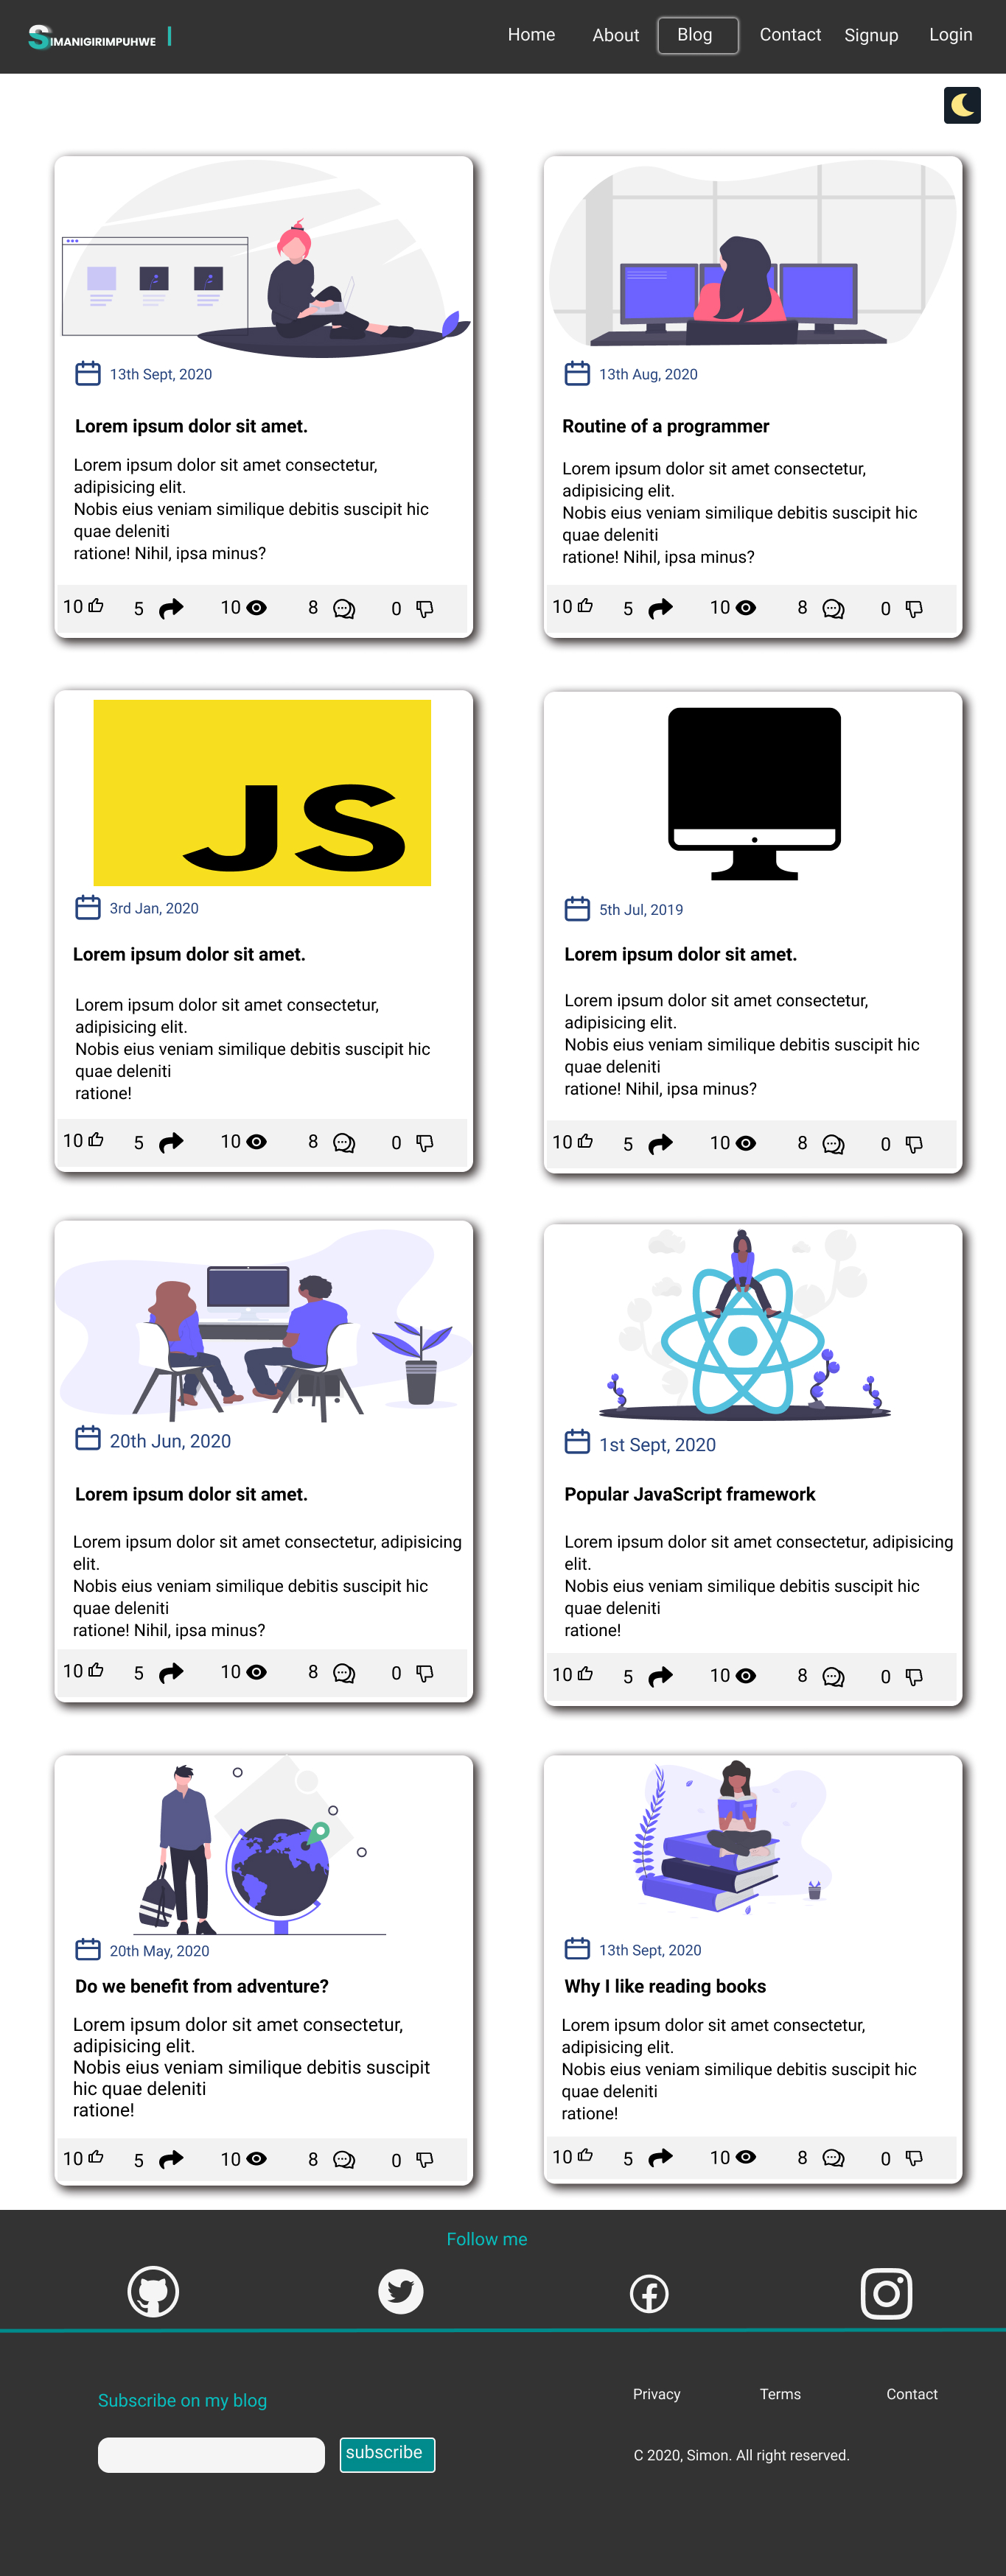 SIMANIGIRIMPUHWE
Home About Blog Contact Signup Login
13th Sept, 2020
Lorem ipsum dolor sit amet.
Lorem ipsum dolor sit amet consectetur,
adipisicing elit.
Nobis eius veniam similique debitis suscipit hic
quae deleniti
ratione! Nihil, ipsa minus?
10 5 10 8 0
13th Aug, 2020
Routine of a programmer
Lorem ipsum dolor sit amet consectetur,
adipisicing elit.
Nobis eius veniam similique debitis suscipit hic
quae deleniti
ratione! Nihil, ipsa minus?
10 5 10 8 0
JS
3rd Jan, 2020
Lorem ipsum dolor sit amet.
Lorem ipsum dolor sit amet consectetur,
adipisicing elit.
Nobis eius veniam similique debitis suscipit hic
quae deleniti
ratione!
10 5 10 8 0
5th Jul, 2019
Lorem ipsum dolor sit amet.
Lorem ipsum dolor sit amet consectetur,
adipisicing elit.
Nobis eius veniam similique debitis suscipit hic
quae deleniti
ratione! Nihil, ipsa minus?
10 5 10 8 0
20th Jun, 2020
Lorem ipsum dolor sit amet.
Lorem ipsum dolor sit amet consectetur, adipisicing
elit.
Nobis eius veniam similique debitis suscipit hic
quae deleniti
ratione! Nihil, ipsa minus?
10 5 10 8 0
1st Sept, 2020
Popular JavaScript framework
Lorem ipsum dolor sit amet consectetur, adipisicing
elit.
Nobis eius veniam similique debitis suscipit hic
quae deleniti
ratione!
10 5 10 8 0
20th May, 2020
Do we benefit from adventure?
Lorem ipsum dolor sit amet consectetur,
adipisicing elit.
Nobis eius veniam similique debitis suscipit
hic quae deleniti
ratione!
10 5 10 8 0
13th Sept, 2020
Why I like reading books
Lorem ipsum dolor sit amet consectetur,
adipisicing elit.
Nobis eius veniam similique debitis suscipit hic
quae deleniti
ratione!
10 5 10 8 0
Follow me
Subscribe on my blog
subscribe
Privacy Terms Contact
C 2020, Simon. All right reserved.